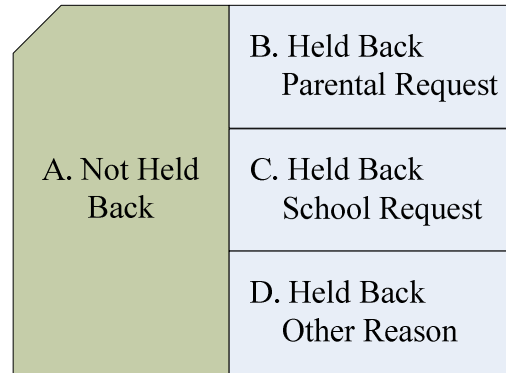 A. Not Held
Back
B. Held Back
Parental Request
C. Held Back
School Request
D. Held Back
Other Reason